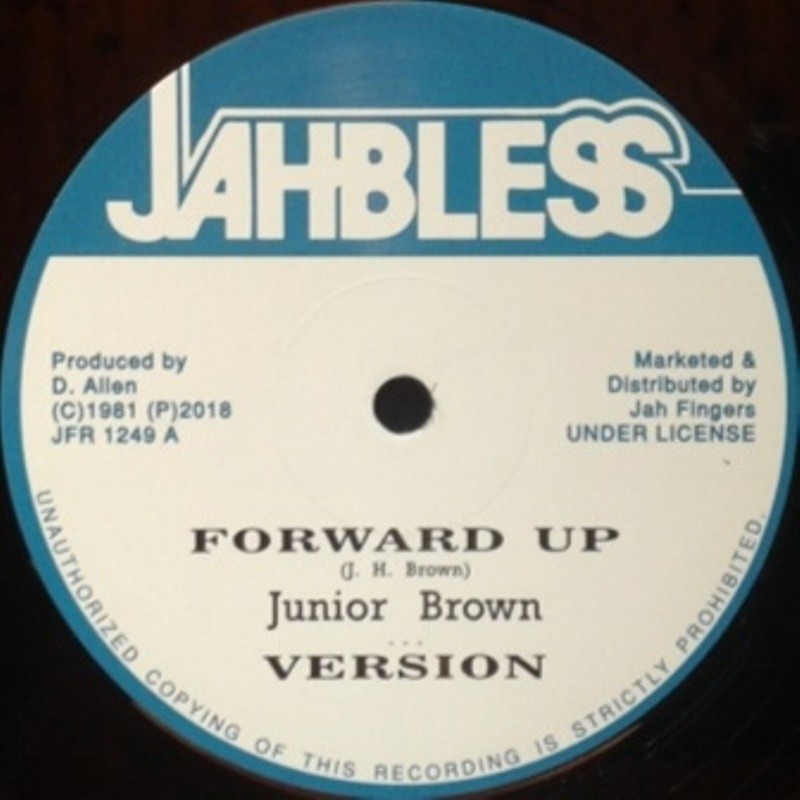 JAHBLESS
Produced by
D. Allen
(C)1981 (P)2018
JFR 1249 A
Marketed &
Distributed by
Jah Fingers
UNDER LICENSE
FORWARD UP
(J. H. Brown)
Junior Brown
...
VERSION
UNAUTHORIZED COPYING OF THIS RECORDING IS STRICTLY PROHIBITED.